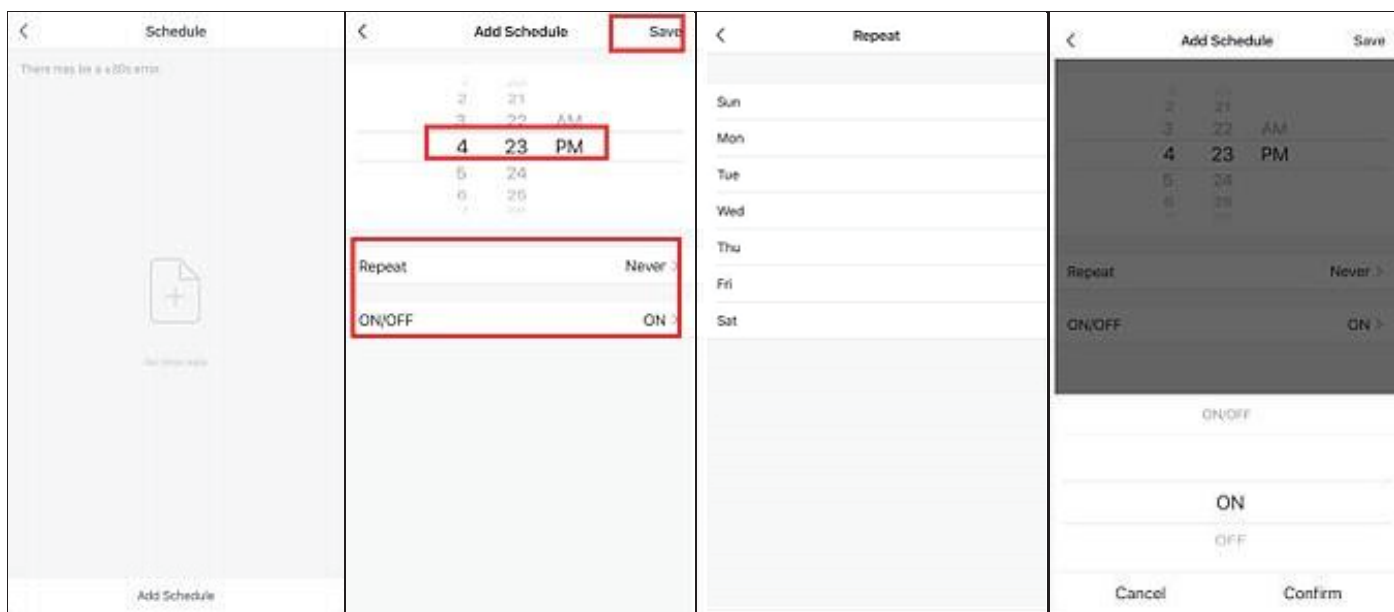 Schedule
There may be a ±30s error
Add Schedule
Add Schedule Save
2 21
3 22 AM
4 23 PM
5 24
6 25
Repeat Never
ON/OFF ON
Repeat
Sun
Mon
Tue
Wed
Thu
Fri
Sat
Add Schedule Save
2 21
3 22 AM
4 23 PM
5 24
6 25
Repeat Never
ON/OFF ON
ON/OFF
ON
OFF
Cancel Confirm